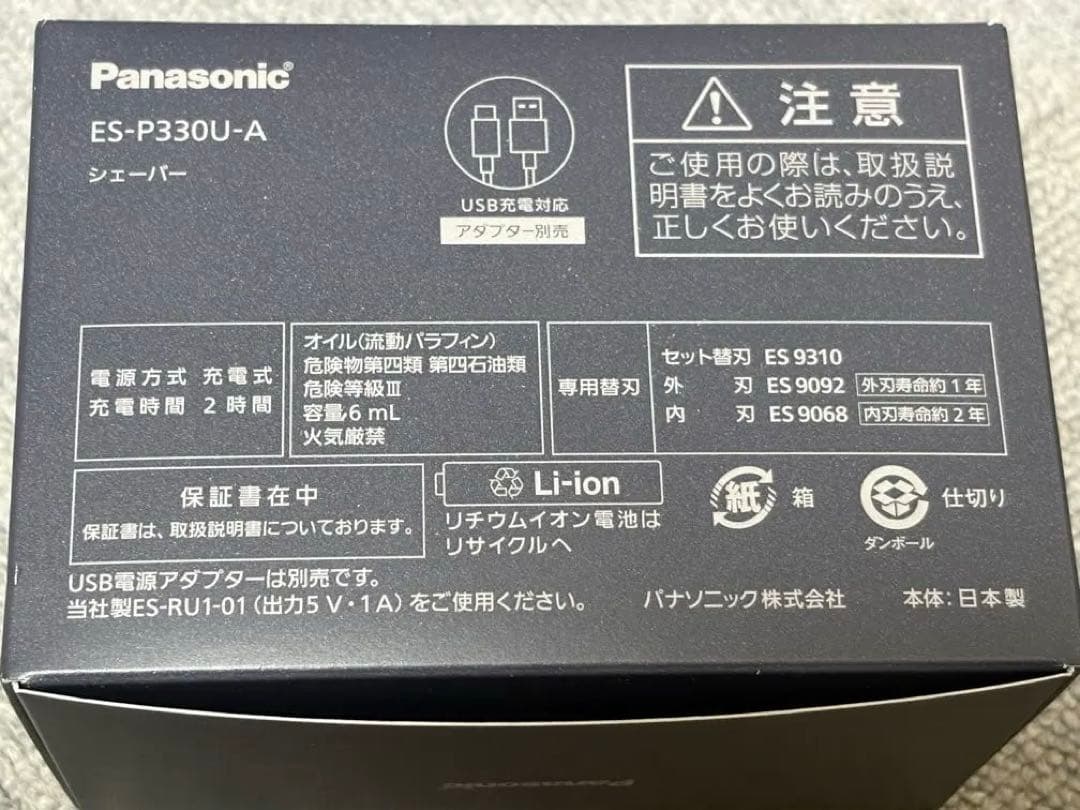 Panasonic®
ES-P330U-A
シェーバー
USB充電対応
アダプター別売
注意
ご使用の際は、取扱説
明書をよくお読みのうえ、
正しくお使いください。
電源方式 充電式
充電時間 2時間
オイル(流動パラフィン)
危険物第四類 第四石油類
危険等級Ⅲ
容量6 mL
火気厳禁
専用替刃
セット替刃 ES 9310
外 刃 ES 9092 外刃寿命約1年
内 刃 ES 9068 内刃寿命約2年
保証書在中
保証書は、取扱説明書についております。
Li-ion
リチウムイオン電池は
リサイクルへ
紙 箱
ダンボール
仕切り
USB電源アダプターは別売です。
当社製ES-RU1-01(出力5 V・1A)をご使用ください。
パナソニック株式会社 本体:日本製
Panasonic